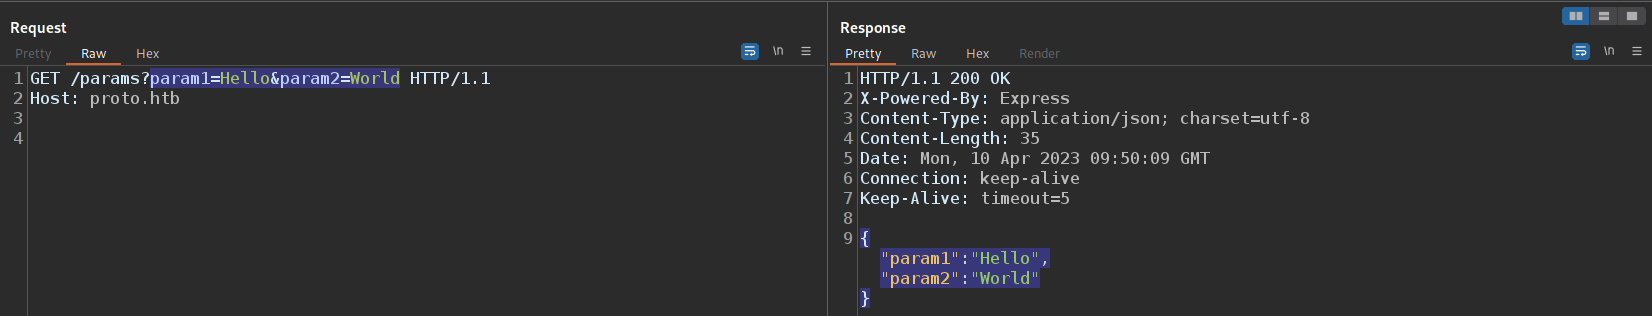 Request
Pretty Raw Hex \n
1 GET /params?param1=Hello&param2=World HTTP/1.1
2 Host: proto.htb
3
4
Response
Pretty Raw Hex Render \n
1 HTTP/1.1 200 OK
2 X-Powered-By: Express
3 Content-Type: application/json; charset=utf-8
4 Content-Length: 35
5 Date: Mon, 10 Apr 2023 09:50:09 GMT
6 Connection: keep-alive
7 Keep-Alive: timeout=5
8
9 {
"param1":"Hello",
"param2":"World"
}